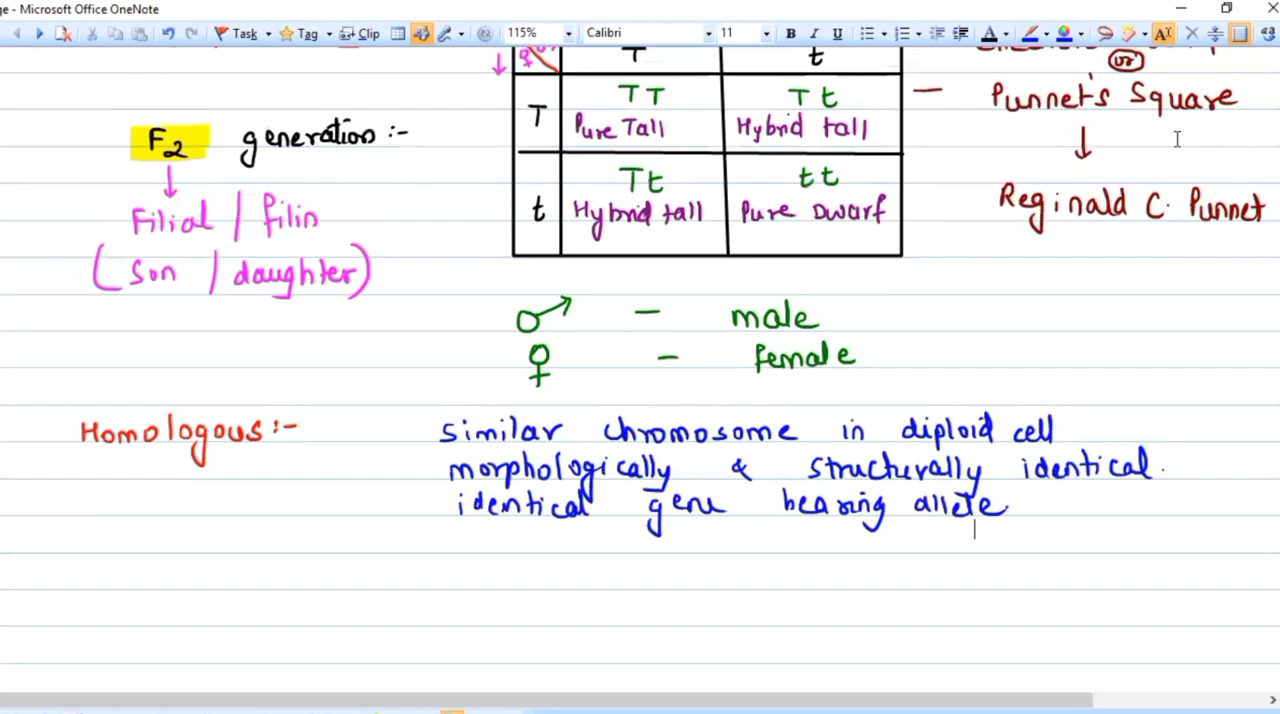 ge - Microsoft Office OneNote
Task Tag Clip 115% Calibri 11 B I U A
T t
(or)
T TT Tt — Punnet's Square
Pure Tall Hybrid tall
F2 generation :-
t Tt tt Reginald C. Punnet
Hybrid tall Pure Dwarf
Filial / filin
(Son / daughter)
♂ — male
♀ — female
Homologous :- Similar chromosome in diploid cell
morphologically & structurally identical.
identical gene bearing allele